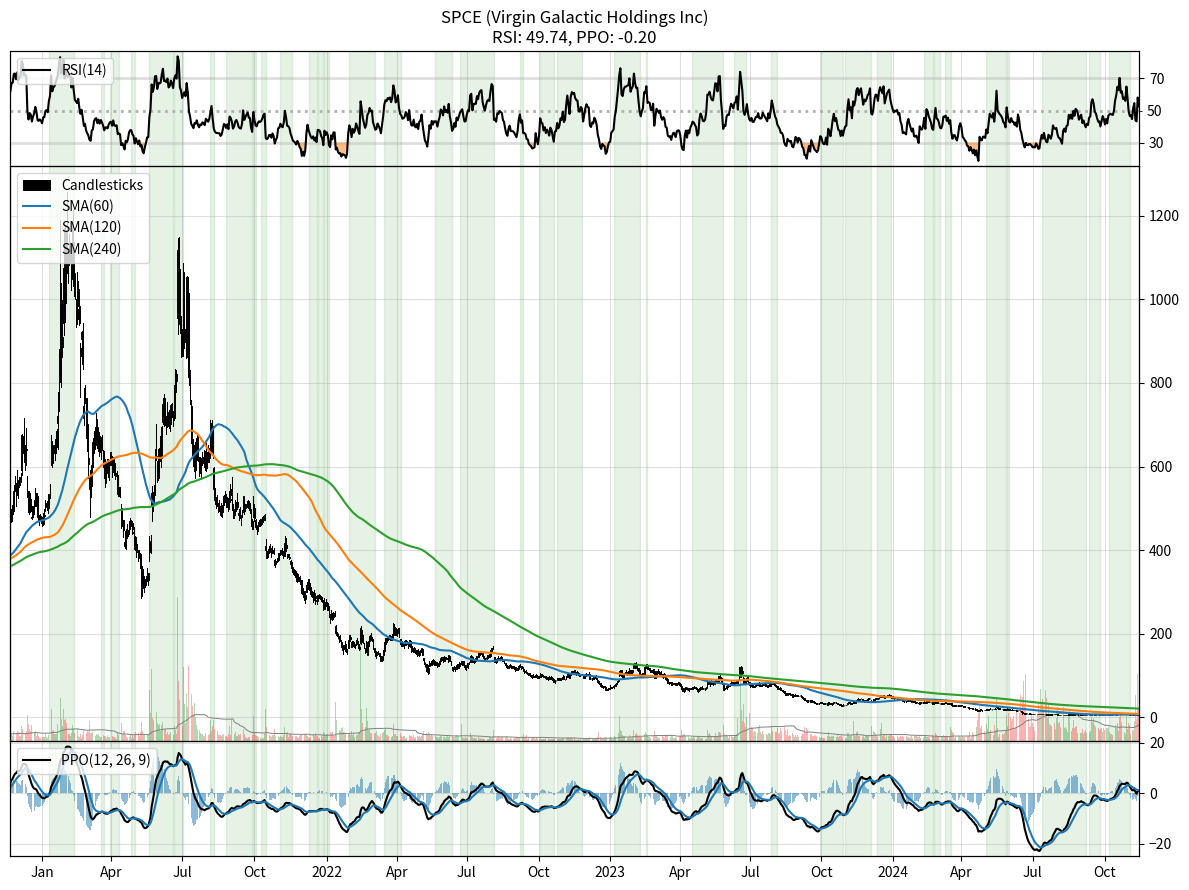 SPCE (Virgin Galactic Holdings Inc)
RSI: 49.74, PPO: -0.20
RSI(14)
70
50
30
Candlesticks
SMA(60)
SMA(120)
SMA(240)
1200
1000
800
600
400
200
0
PPO(12, 26, 9)
20
0
−20
Jan Apr Jul Oct 2022 Apr Jul Oct 2023 Apr Jul Oct 2024 Apr Jul Oct